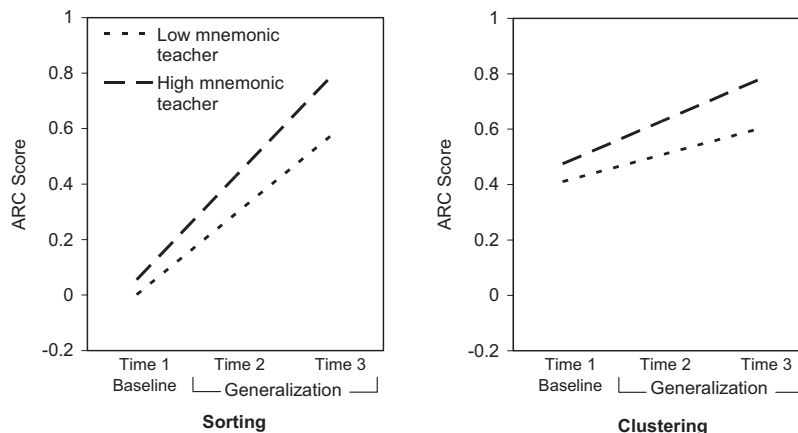 1
0.8
0.6
0.4
0.2
0
-0.2
ARC Score
Low mnemonic
teacher
High mnemonic
teacher
Time 1
Baseline
Time 2
Time 3
Generalization
Sorting
1
0.8
0.6
0.4
0.2
0
-0.2
ARC Score
Time 1
Baseline
Time 2
Time 3
Generalization
Clustering